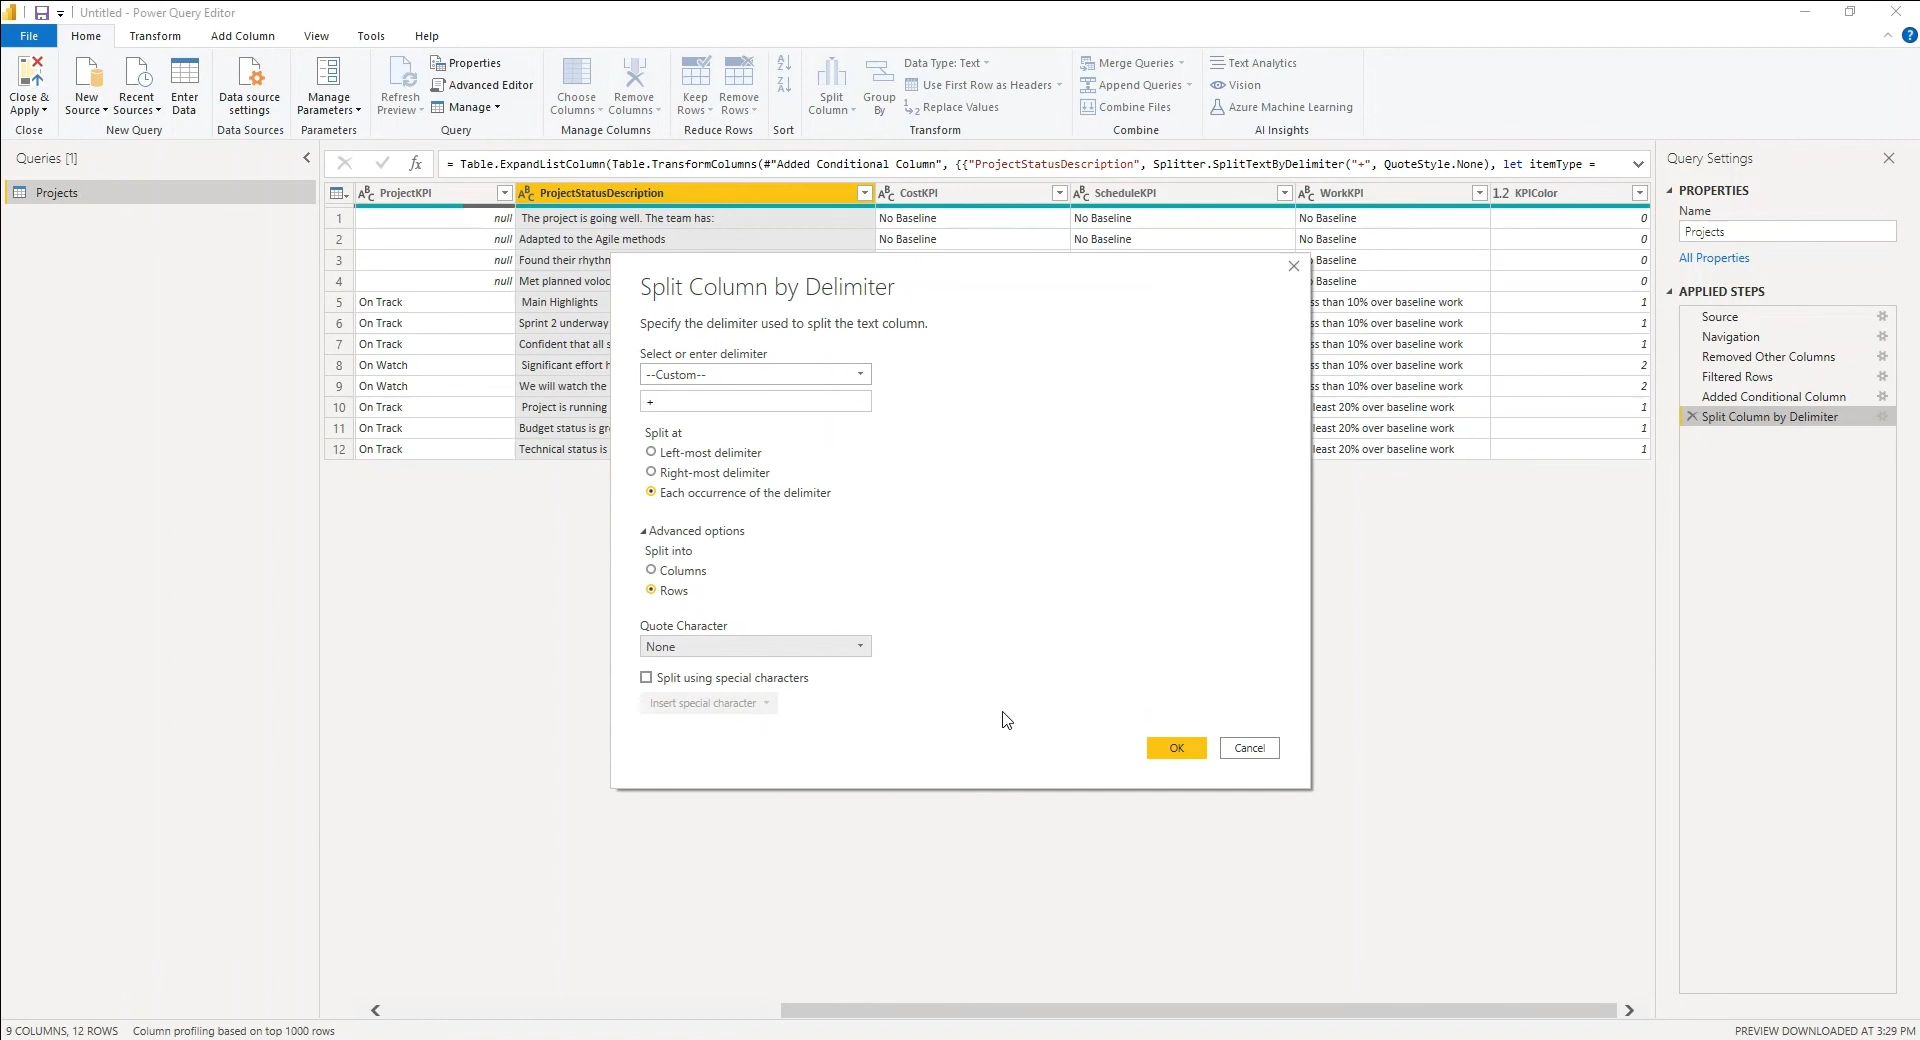 Untitled - Power Query Editor
File Home Transform Add Column View Tools Help
Close & Apply
Close
New Source
Recent Sources
Enter Data
New Query
Data source settings
Data Sources
Manage Parameters
Parameters
Refresh Preview
Properties
Advanced Editor
Manage
Query
Choose Columns
Remove Columns
Manage Columns
Keep Rows
Remove Rows
Reduce Rows
Sort
Split Column
Group By
Data Type: Text
Use First Row as Headers
Replace Values
Transform
Merge Queries
Append Queries
Combine Files
Combine
Text Analytics
Vision
Azure Machine Learning
AI Insights
Queries [1]
Projects
fx = Table.ExpandListColumn(Table.TransformColumns(#"Added Conditional Column", {{"ProjectStatusDescription", Splitter.SplitTextByDelimiter("+", QuoteStyle.None), let itemType =
ProjectKPI ProjectStatusDescription CostKPI ScheduleKPI WorkKPI 1.2 KPIColor
1 null The project is going well. The team has: No Baseline No Baseline No Baseline 0
2 null Adapted to the Agile methods No Baseline No Baseline No Baseline 0
3 null Found their rhythm Baseline 0
4 null Met planned Baseline 0
5 On Track Main Highlights ss than 10% over baseline work 1
6 On Track Sprint 2 underway ss than 10% over baseline work 1
7 On Track Confident that all s ss than 10% over baseline work 1
8 On Watch Significant effort h ss than 10% over baseline work 2
9 On Watch We will watch the ss than 10% over baseline work 2
10 On Track Project is running least 20% over baseline work 1
11 On Track Budget status is gr least 20% over baseline work 1
12 On Track Technical status is least 20% over baseline work 1
Split Column by Delimiter
Specify the delimiter used to split the text column.
Select or enter delimiter
--Custom--
+
Split at
Left-most delimiter
Right-most delimiter
Each occurrence of the delimiter
Advanced options
Split into
Columns
Rows
Quote Character
None
Split using special characters
Insert special character
OK Cancel
Query Settings
PROPERTIES
Name
Projects
All Properties
APPLIED STEPS
Source
Navigation
Removed Other Columns
Filtered Rows
Added Conditional Column
Split Column by Delimiter
9 COLUMNS, 12 ROWS Column profiling based on top 1000 rows
PREVIEW DOWNLOADED AT 3:29 PM